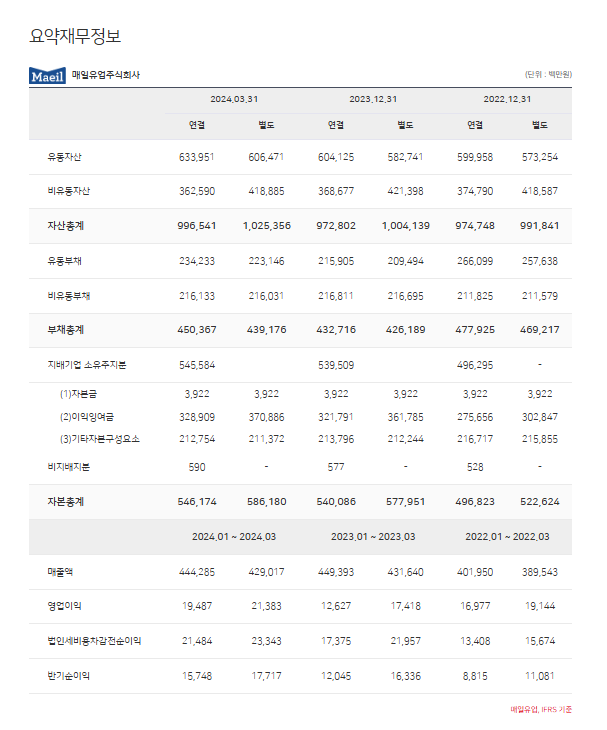 요약재무정보
Maeil 매일유업주식회사 (단위 : 백만원)
2024.03.31 2023.12.31 2022.12.31
연결 별도 연결 별도 연결 별도
유동자산 633,951 606,471 604,125 582,741 599,958 573,254
비유동자산 362,590 418,885 368,677 421,398 374,790 418,587
자산총계 996,541 1,025,356 972,802 1,004,139 974,748 991,841
유동부채 234,233 223,146 215,905 209,494 266,099 257,638
비유동부채 216,133 216,031 216,811 216,695 211,825 211,579
부채총계 450,367 439,176 432,716 426,189 477,925 469,217
지배기업 소유주지분 545,584 539,509 496,295 -
(1)자본금 3,922 3,922 3,922 3,922 3,922 3,922
(2)이익잉여금 328,909 370,886 321,791 361,785 275,656 302,847
(3)기타자본구성요소 212,754 211,372 213,796 212,244 216,717 215,855
비지배지분 590 - 577 - 528 -
자본총계 546,174 586,180 540,086 577,951 496,823 522,624
2024.01 ~ 2024.03 2023.01 ~ 2023.03 2022.01 ~ 2022.03
매출액 444,285 429,017 449,393 431,640 401,950 389,543
영업이익 19,487 21,383 12,627 17,418 16,977 19,144
법인세비용차감전순이익 21,484 23,343 17,375 21,957 13,408 15,674
반기순이익 15,748 17,717 12,045 16,336 8,815 11,081
매일유업, IFRS 기준